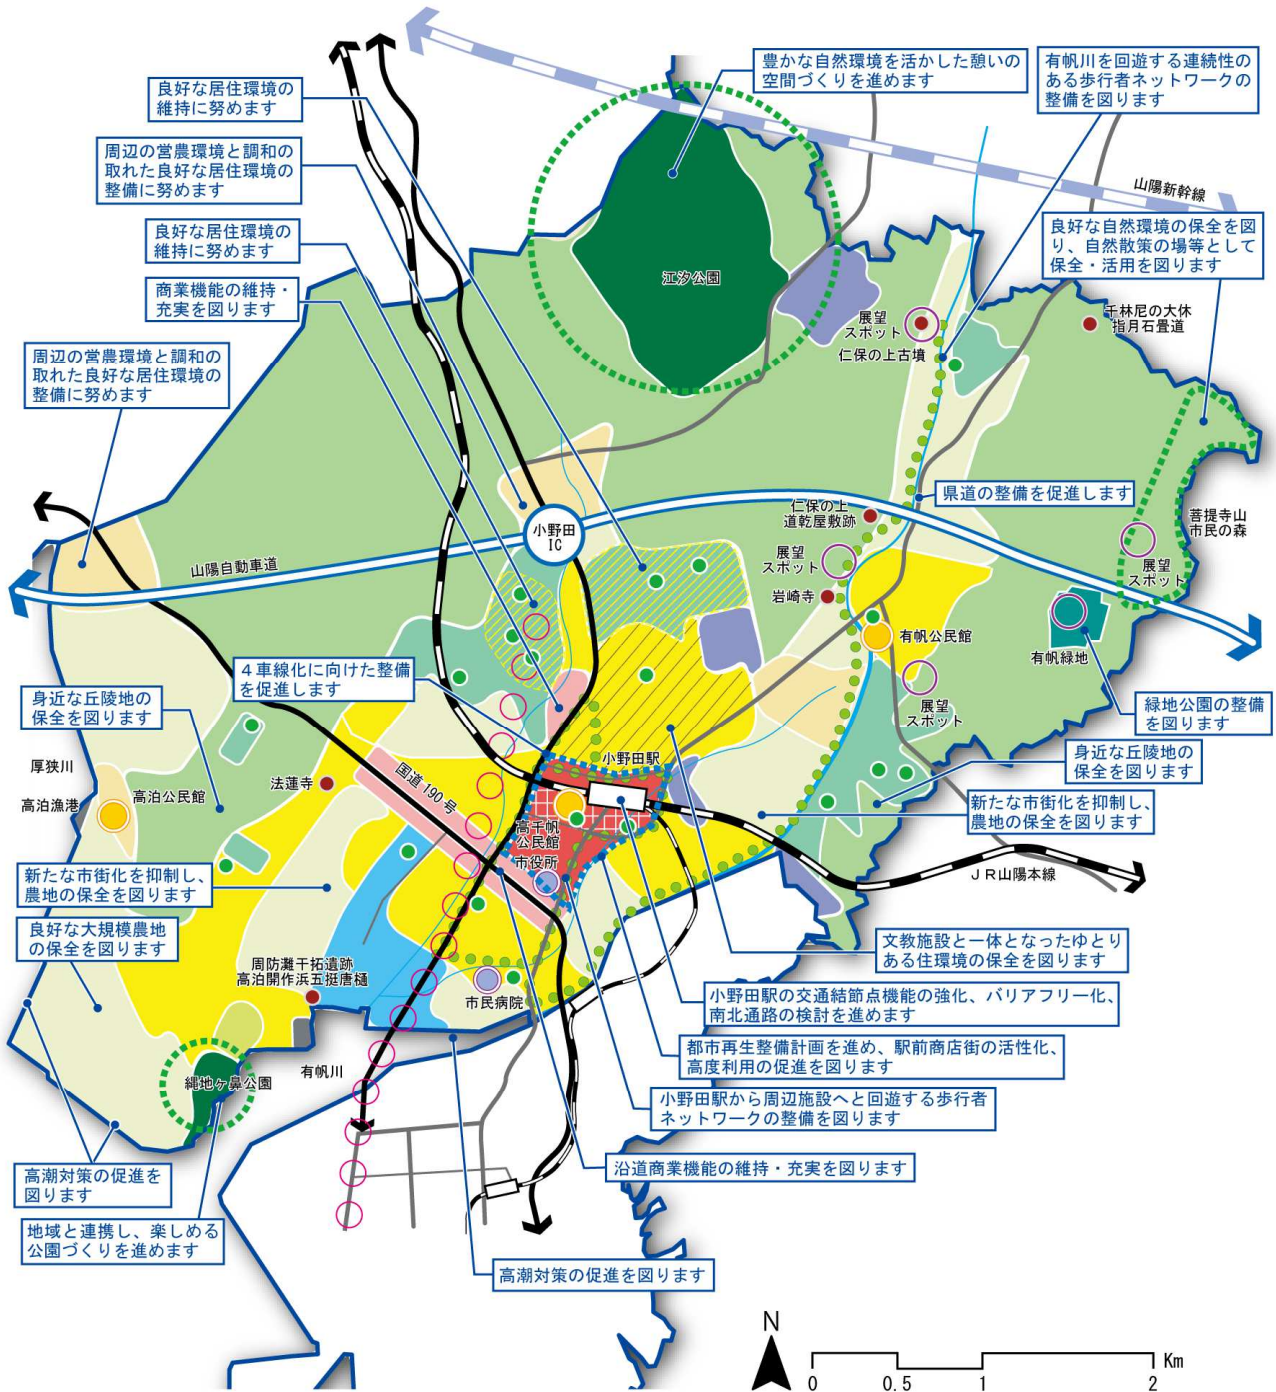 豊かな自然環境を活かした憩いの
空間づくりを進めます
有帆川を回遊する連続性の
ある歩行者ネットワークの
整備を図ります
良好な居住環境の
維持に努めます
周辺の営農環境と調和の
取れた良好な居住環境の
整備に努めます
良好な居住環境の
維持に努めます
商業機能の維持・
充実を図ります
周辺の営農環境と調和の
取れた良好な居住環境の
整備に努めます
山陽新幹線
良好な自然環境の保全を図
り、自然散策の場等として
保全・活用を図ります
江汐公園
展望
スポット
仁保の上古墳
千林尼の大休
指月石畳道
県道の整備を促進します
仁保の上
道乾屋敷跡
小野田
IC
山陽自動車道
展望
スポット
岩崎寺
菩提寺山
市民の森
展望
スポット
有帆公民館
有帆緑地
展望
スポット
緑地公園の整備
を図ります
4車線化に向けた整備
を促進します
身近な丘陵地の
保全を図ります
厚狭川
高泊漁港
高泊公民館
法蓮寺
国道190号
小野田駅
高千帆
公民館
市役所
身近な丘陵地の
保全を図ります
新たな市街化を抑制し、
農地の保全を図ります
JR山陽本線
新たな市街化を抑制し、
農地の保全を図ります
良好な大規模農地
の保全を図ります
周防灘干拓遺跡
高泊開作浜五挺唐樋
市民病院
文教施設と一体となったゆとり
ある住環境の保全を図ります
小野田駅の交通結節点機能の強化、バリアフリー化、
南北通路の検討を進めます
都市再生整備計画を進め、駅前商店街の活性化、
高度利用の促進を図ります
小野田駅から周辺施設へと回遊する歩行者
ネットワークの整備を図ります
沿道商業機能の維持・充実を図ります
縄地ヶ鼻公園
有帆川
高潮対策の促進を
図ります
地域と連携し、楽しめる
公園づくりを進めます
高潮対策の促進を図ります
N
Km
0 0.5 1 2